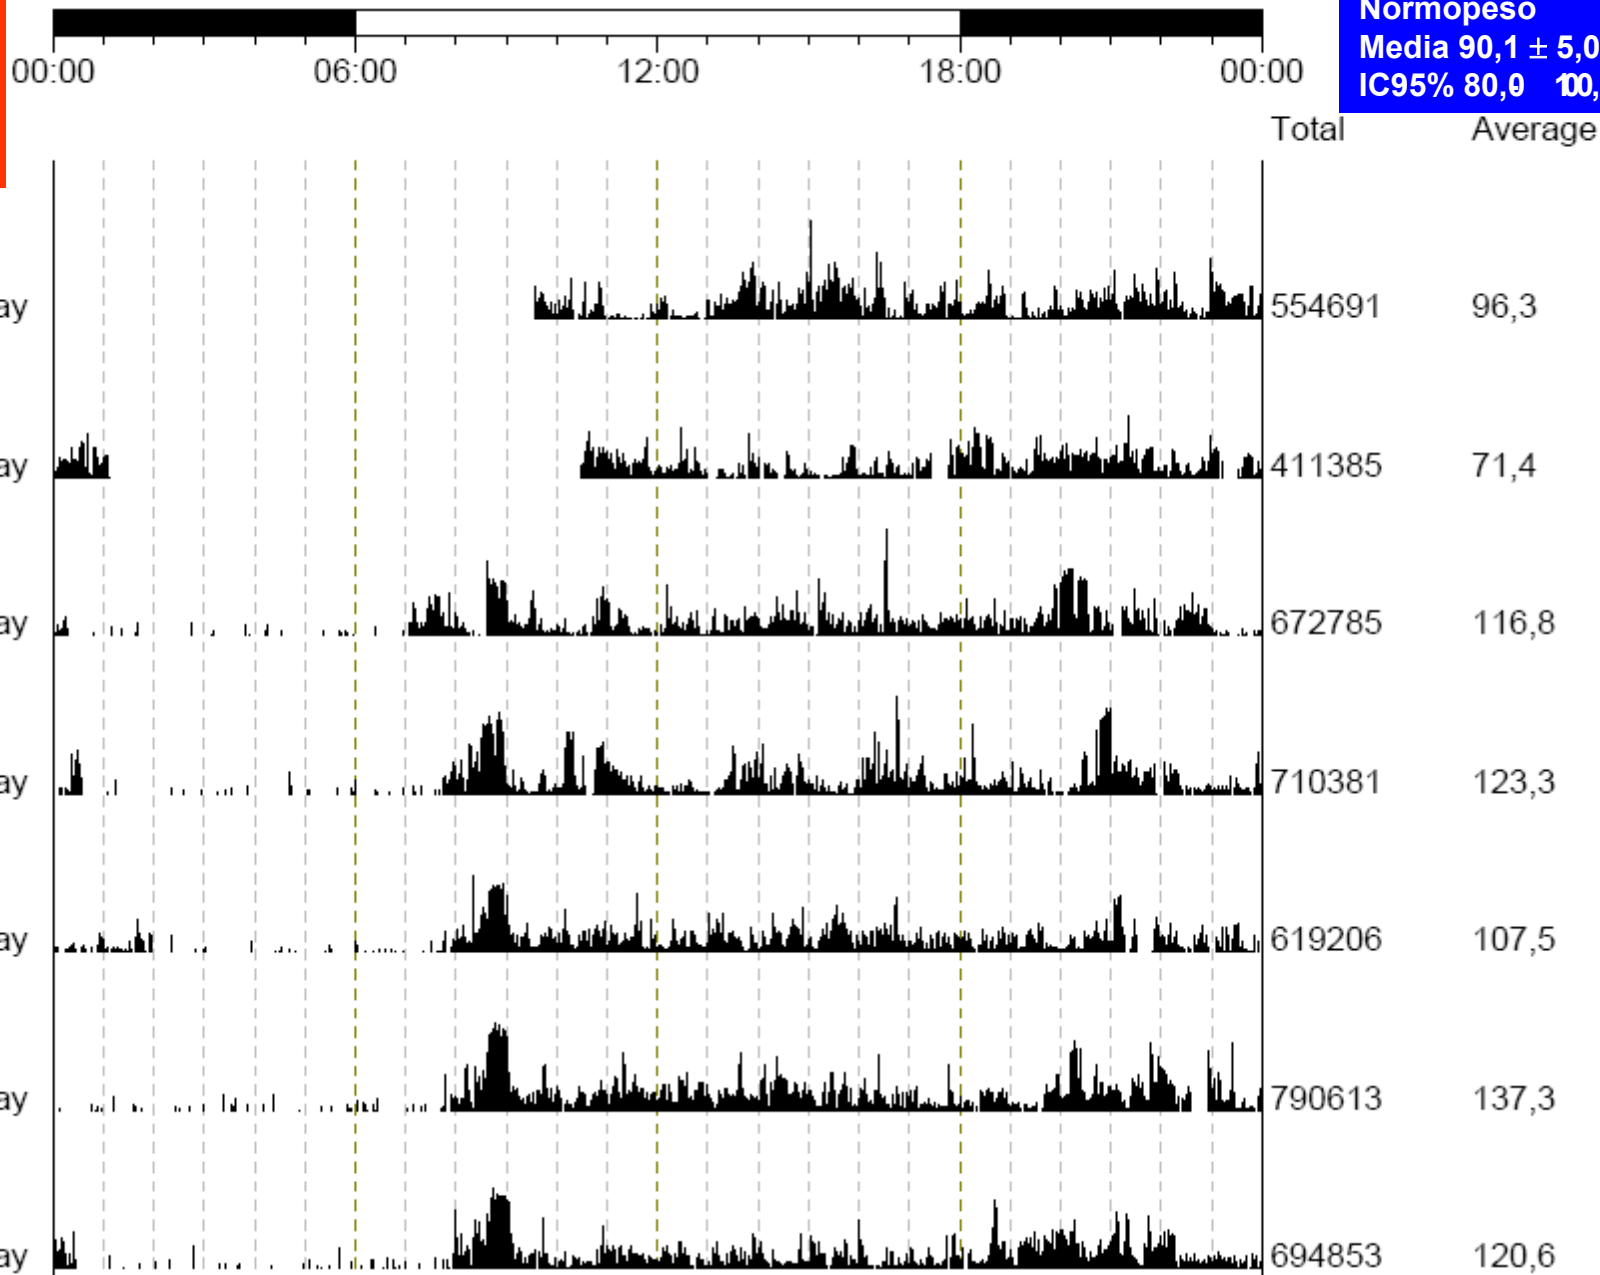 Normopeso
Media 90,1 ± 5,0
IC95% 80,0 100,
00:00 06:00 12:00 18:00 00:00
Total Average
ay 554691 96,3
ay 411385 71,4
ay 672785 116,8
ay 710381 123,3
ay 619206 107,5
ay 790613 137,3
ay 694853 120,6